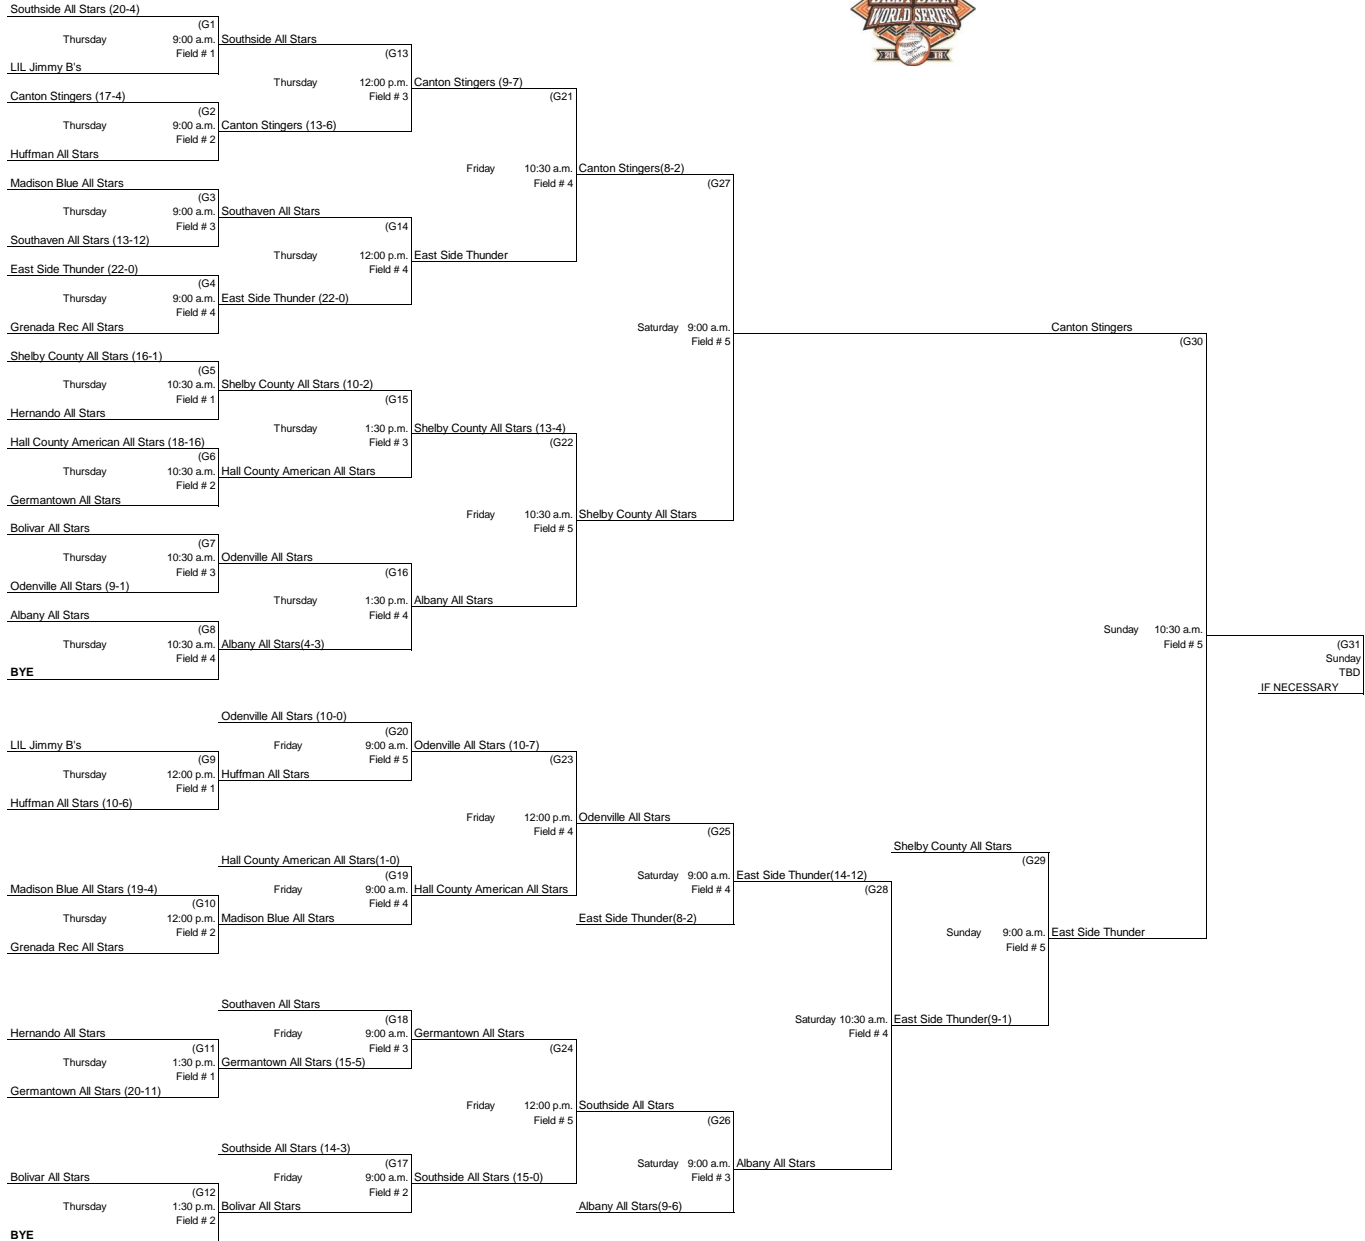 WORLD SERIES
Southside All Stars (20-4)
(G1
Thursday 9:00 a.m. Southside All Stars
Field # 1 (G13
LIL Jimmy B's
Thursday 12:00 p.m. Canton Stingers (9-7)
Canton Stingers (17-4) Field # 3 (G21
(G2
Thursday 9:00 a.m. Canton Stingers (13-6)
Field # 2
Huffman All Stars
Friday 10:30 a.m. Canton Stingers(8-2)
Madison Blue All Stars Field # 4 (G27
(G3
Thursday 9:00 a.m. Southaven All Stars
Field # 3 (G14
Southaven All Stars (13-12)
Thursday 12:00 p.m. East Side Thunder
East Side Thunder (22-0) Field # 4
(G4
Thursday 9:00 a.m. East Side Thunder (22-0)
Field # 4
Grenada Rec All Stars Saturday 9:00 a.m. Canton Stingers
Field # 5 (G30
Shelby County All Stars (16-1)
(G5
Thursday 10:30 a.m. Shelby County All Stars (10-2)
Field # 1 (G15
Hernando All Stars
Thursday 1:30 p.m. Shelby County All Stars (13-4)
Hall County American All Stars (18-16) Field # 3 (G22
(G6
Thursday 10:30 a.m. Hall County American All Stars
Field # 2
Germantown All Stars
Friday 10:30 a.m. Shelby County All Stars
Bolivar All Stars Field # 5
(G7
Thursday 10:30 a.m. Odenville All Stars
Field # 3 (G16
Odenville All Stars (9-1)
Thursday 1:30 p.m. Albany All Stars
Albany All Stars Field # 4
(G8 Sunday 10:30 a.m.
Thursday 10:30 a.m. Albany All Stars(4-3) Field # 5 (G31
Field # 4 Sunday
BYE TBD
IF NECESSARY
Odenville All Stars (10-0)
(G20
LIL Jimmy B's Friday 9:00 a.m. Odenville All Stars (10-7)
(G9 Field # 5 (G23
Thursday 12:00 p.m. Huffman All Stars
Field # 1
Huffman All Stars (10-6)
Friday 12:00 p.m. Odenville All Stars
Field # 4 (G25
Shelby County All Stars
Hall County American All Stars(1-0) (G29
(G19 Saturday 9:00 a.m. East Side Thunder(14-12)
Madison Blue All Stars (19-4) Friday 9:00 a.m. Hall County American All Stars Field # 4 (G28
(G10 Field # 4
Thursday 12:00 p.m. Madison Blue All Stars East Side Thunder(8-2)
Field # 2 Sunday 9:00 a.m. East Side Thunder
Grenada Rec All Stars Field # 5
Southaven All Stars
(G18 Saturday 10:30 a.m. East Side Thunder(9-1)
Hernando All Stars Friday 9:00 a.m. Germantown All Stars Field # 4
(G11 Field # 3 (G24
Thursday 1:30 p.m. Germantown All Stars (15-5)
Field # 1
Germantown All Stars (20-11)
Friday 12:00 p.m. Southside All Stars
Field # 5 (G26
Southside All Stars (14-3)
(G17 Saturday 9:00 a.m. Albany All Stars
Bolivar All Stars Friday 9:00 a.m. Southside All Stars (15-0) Field # 3
(G12 Field # 2
Thursday 1:30 p.m. Bolivar All Stars Albany All Stars(9-6)
Field # 2
BYE